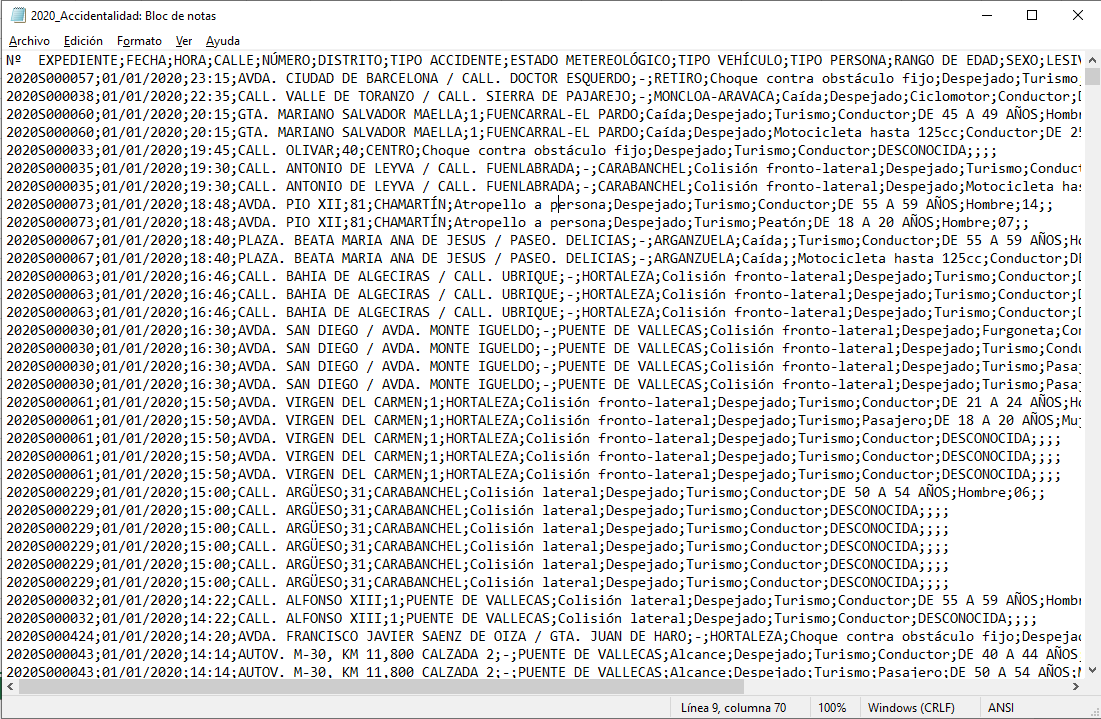 2020_Accidentalidad: Bloc de notas
Archivo Edición Formato Ver Ayuda
Nº  EXPEDIENTE;FECHA;HORA;CALLE;NÚMERO;DISTRITO;TIPO ACCIDENTE;ESTADO METEREOLÓGICO;TIPO VEHÍCULO;TIPO PERSONA;RANGO DE EDAD;SEXO;LESIV
2020S000057;01/01/2020;23:15;AVDA. CIUDAD DE BARCELONA / CALL. DOCTOR ESQUERDO;-;RETIRO;Choque contra obstáculo fijo;Despejado;Turismo
2020S000038;01/01/2020;22:35;CALL. VALLE DE TORANZO / CALL. SIERRA DE PAJAREJO;-;MONCLOA-ARAVACA;Caída;Despejado;Ciclomotor;Conductor;D
2020S000060;01/01/2020;20:15;GTA. MARIANO SALVADOR MAELLA;1;FUENCARRAL-EL PARDO;Caída;Despejado;Turismo;Conductor;DE 45 A 49 AÑOS;Homb
2020S000060;01/01/2020;20:15;GTA. MARIANO SALVADOR MAELLA;1;FUENCARRAL-EL PARDO;Caída;Despejado;Motocicleta hasta 125cc;Conductor;DE 25
2020S000033;01/01/2020;19:45;CALL. OLIVAR;40;CENTRO;Choque contra obstáculo fijo;Despejado;Turismo;Conductor;DESCONOCIDA;;;;
2020S000035;01/01/2020;19:30;CALL. ANTONIO DE LEYVA / CALL. FUENLABRADA;-;CARABANCHEL;Colisión fronto-lateral;Despejado;Turismo;Conduct
2020S000035;01/01/2020;19:30;CALL. ANTONIO DE LEYVA / CALL. FUENLABRADA;-;CARABANCHEL;Colisión fronto-lateral;Despejado;Motocicleta has
2020S000073;01/01/2020;18:48;AVDA. PIO XII;81;CHAMARTÍN;Atropello a persona;Despejado;Turismo;Conductor;DE 55 A 59 AÑOS;Hombre;14;;
2020S000073;01/01/2020;18:48;AVDA. PIO XII;81;CHAMARTÍN;Atropello a persona;Despejado;Turismo;Peatón;DE 18 A 20 AÑOS;Hombre;07;;
2020S000067;01/01/2020;18:40;PLAZA. BEATA MARIA ANA DE JESUS / PASEO. DELICIAS;-;ARGANZUELA;Caída;;Turismo;Conductor;DE 55 A 59 AÑOS;Ho
2020S000067;01/01/2020;18:40;PLAZA. BEATA MARIA ANA DE JESUS / PASEO. DELICIAS;-;ARGANZUELA;Caída;;Motocicleta hasta 125cc;Conductor;DE
2020S000063;01/01/2020;16:46;CALL. BAHIA DE ALGECIRAS / CALL. UBRIQUE;-;HORTALEZA;Colisión fronto-lateral;Despejado;Turismo;Conductor;D
2020S000063;01/01/2020;16:46;CALL. BAHIA DE ALGECIRAS / CALL. UBRIQUE;-;HORTALEZA;Colisión fronto-lateral;Despejado;Turismo;Conductor;D
2020S000063;01/01/2020;16:46;CALL. BAHIA DE ALGECIRAS / CALL. UBRIQUE;-;HORTALEZA;Colisión fronto-lateral;Despejado;Turismo;Conductor;D
2020S000030;01/01/2020;16:30;AVDA. SAN DIEGO / AVDA. MONTE IGUELDO;-;PUENTE DE VALLECAS;Colisión fronto-lateral;Despejado;Furgoneta;Con
2020S000030;01/01/2020;16:30;AVDA. SAN DIEGO / AVDA. MONTE IGUELDO;-;PUENTE DE VALLECAS;Colisión fronto-lateral;Despejado;Turismo;Condu
2020S000030;01/01/2020;16:30;AVDA. SAN DIEGO / AVDA. MONTE IGUELDO;-;PUENTE DE VALLECAS;Colisión fronto-lateral;Despejado;Turismo;Pasaj
2020S000030;01/01/2020;16:30;AVDA. SAN DIEGO / AVDA. MONTE IGUELDO;-;PUENTE DE VALLECAS;Colisión fronto-lateral;Despejado;Turismo;Pasaj
2020S000061;01/01/2020;15:50;AVDA. VIRGEN DEL CARMEN;1;HORTALEZA;Colisión fronto-lateral;Despejado;Turismo;Conductor;DE 21 A 24 AÑOS;Ho
2020S000061;01/01/2020;15:50;AVDA. VIRGEN DEL CARMEN;1;HORTALEZA;Colisión fronto-lateral;Despejado;Turismo;Pasajero;DE 18 A 20 AÑOS;Muj
2020S000061;01/01/2020;15:50;AVDA. VIRGEN DEL CARMEN;1;HORTALEZA;Colisión fronto-lateral;Despejado;Turismo;Conductor;DESCONOCIDA;;;;
2020S000061;01/01/2020;15:50;AVDA. VIRGEN DEL CARMEN;1;HORTALEZA;Colisión fronto-lateral;Despejado;Turismo;Conductor;DESCONOCIDA;;;;
2020S000061;01/01/2020;15:50;AVDA. VIRGEN DEL CARMEN;1;HORTALEZA;Colisión fronto-lateral;Despejado;Turismo;Conductor;DESCONOCIDA;;;;
2020S000229;01/01/2020;15:00;CALL. ARGÜESO;31;CARABANCHEL;Colisión lateral;Despejado;Turismo;Conductor;DE 50 A 54 AÑOS;Hombre;06;;
2020S000229;01/01/2020;15:00;CALL. ARGÜESO;31;CARABANCHEL;Colisión lateral;Despejado;Turismo;Conductor;DESCONOCIDA;;;;
2020S000229;01/01/2020;15:00;CALL. ARGÜESO;31;CARABANCHEL;Colisión lateral;Despejado;Turismo;Conductor;DESCONOCIDA;;;;
2020S000229;01/01/2020;15:00;CALL. ARGÜESO;31;CARABANCHEL;Colisión lateral;Despejado;Turismo;Conductor;DESCONOCIDA;;;;
2020S000229;01/01/2020;15:00;CALL. ARGÜESO;31;CARABANCHEL;Colisión lateral;Despejado;Turismo;Conductor;DESCONOCIDA;;;;
2020S000229;01/01/2020;15:00;CALL. ARGÜESO;31;CARABANCHEL;Colisión lateral;Despejado;Turismo;Conductor;DESCONOCIDA;;;;
2020S000032;01/01/2020;14:22;CALL. ALFONSO XIII;1;PUENTE DE VALLECAS;Colisión lateral;Despejado;Turismo;Conductor;DE 55 A 59 AÑOS;Homb
2020S000032;01/01/2020;14:22;CALL. ALFONSO XIII;1;PUENTE DE VALLECAS;Colisión lateral;Despejado;Turismo;Conductor;DESCONOCIDA;;;;
2020S000424;01/01/2020;14:20;AVDA. FRANCISCO JAVIER SAENZ DE OIZA / GTA. JUAN DE HARO;-;HORTALEZA;Choque contra obstáculo fijo;Despejad
2020S000043;01/01/2020;14:14;AUTOV. M-30, KM 11,800 CALZADA 2;-;PUENTE DE VALLECAS;Alcance;Despejado;Turismo;Conductor;DE 40 A 44 AÑOS
2020S000043;01/01/2020;14:14;AUTOV. M-30, KM 11,800 CALZADA 2;-;PUENTE DE VALLECAS;Alcance;Despejado;Turismo;Pasajero;DE 50 A 54 AÑOS;M
Línea 9, columna 70 100% Windows (CRLF) ANSI